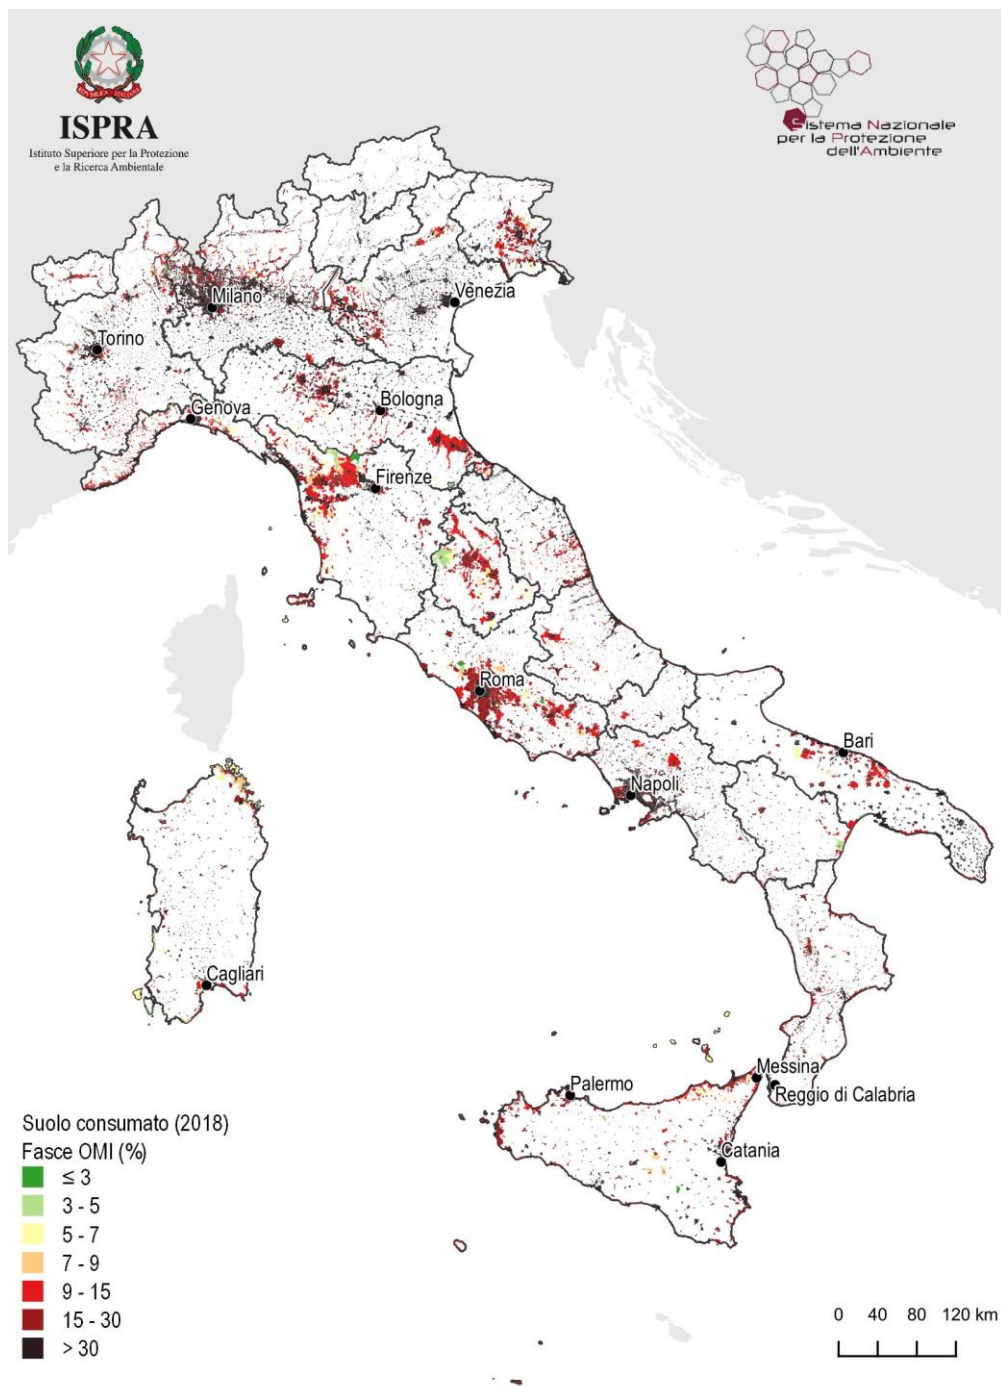 REPVBBLICA ITALIANA
ISPRA
Istituto Superiore per la Protezione
e la Ricerca Ambientale
Sistema Nazionale
per la Protezione
dell'Ambiente
Venezia
Milano
Torino
Bologna
Genova
Firenze
Roma
Bari
Napoli
Cagliari
Messina
Palermo
Reggio di Calabria
Catania
Suolo consumato (2018)
Fasce OMI (%)
≤ 3
3 - 5
5 - 7
7 - 9
9 - 15
15 - 30
> 30
0 40 80 120 km